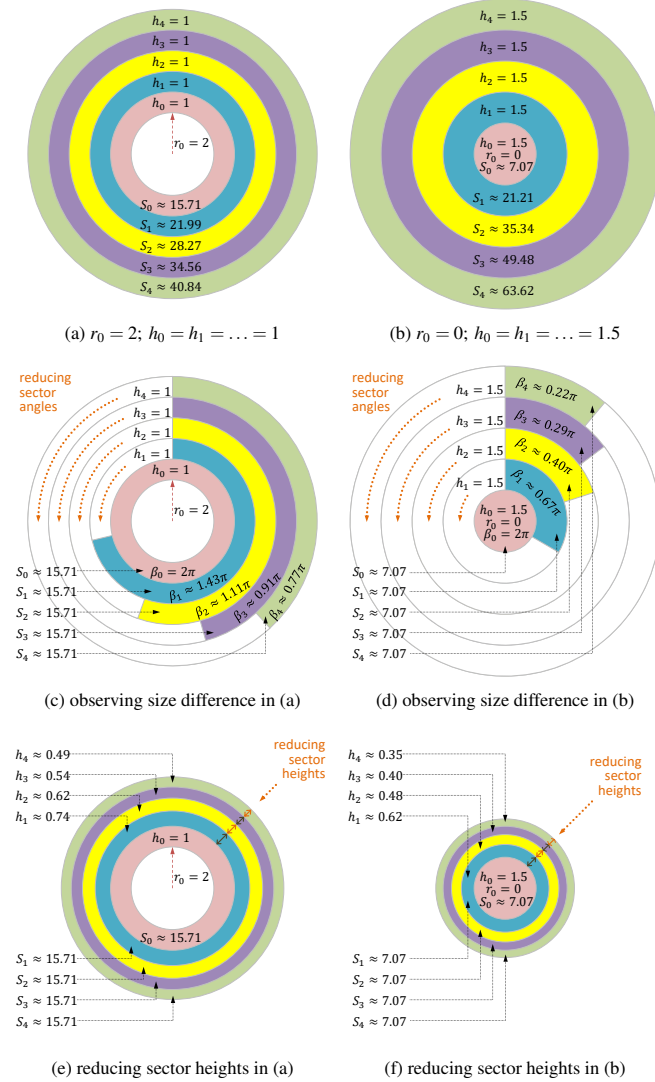 h₄ = 1
h₃ = 1
h₂ = 1
h₁ = 1
h₀ = 1
r₀ = 2
S₀ ≈ 15.71
S₁ ≈ 21.99
S₂ ≈ 28.27
S₃ ≈ 34.56
S₄ ≈ 40.84
(a) r₀ = 2; h₀ = h₁ = … = 1
h₄ = 1.5
h₃ = 1.5
h₂ = 1.5
h₁ = 1.5
h₀ = 1.5
r₀ = 0
S₀ ≈ 7.07
S₁ ≈ 21.21
S₂ ≈ 35.34
S₃ ≈ 49.48
S₄ ≈ 63.62
(b) r₀ = 0; h₀ = h₁ = … = 1.5
reducing
sector
angles
h₄ = 1
h₃ = 1
h₂ = 1
h₁ = 1
h₀ = 1
r₀ = 2
β₀ = 2π
β₁ ≈ 1.43π
β₂ ≈ 1.11π
β₃ ≈ 0.91π
β₄ ≈ 0.77π
S₀ ≈ 15.71
S₁ ≈ 15.71
S₂ ≈ 15.71
S₃ ≈ 15.71
S₄ ≈ 15.71
(c) observing size difference in (a)
reducing
sector
angles
h₄ = 1.5
h₃ = 1.5
h₂ = 1.5
h₁ = 1.5
β₄ ≈ 0.22π
β₃ ≈ 0.29π
β₂ ≈ 0.40π
β₁ ≈ 0.67π
h₀ = 1.5
r₀ = 0
β₀ = 2π
S₀ ≈ 7.07
S₁ ≈ 7.07
S₂ ≈ 7.07
S₃ ≈ 7.07
S₄ ≈ 7.07
(d) observing size difference in (b)
h₄ ≈ 0.49
h₃ ≈ 0.54
h₂ ≈ 0.62
h₁ ≈ 0.74
reducing
sector
heights
h₀ = 1
r₀ = 2
S₀ ≈ 15.71
S₁ ≈ 15.71
S₂ ≈ 15.71
S₃ ≈ 15.71
S₄ ≈ 15.71
(e) reducing sector heights in (a)
h₄ ≈ 0.35
h₃ ≈ 0.40
h₂ ≈ 0.48
h₁ ≈ 0.62
reducing
sector
heights
h₀ = 1.5
r₀ = 0
S₀ ≈ 7.07
S₁ ≈ 7.07
S₂ ≈ 7.07
S₃ ≈ 7.07
S₄ ≈ 7.07
(f) reducing sector heights in (b)